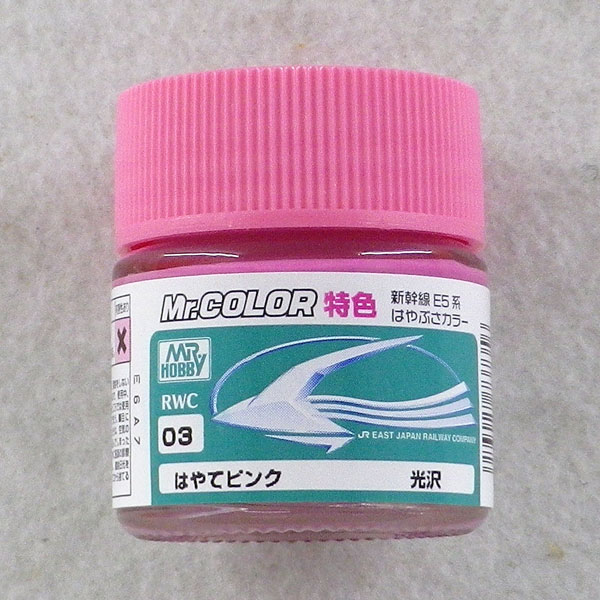 Mr.COLOR 特色
新幹線 E5系
はやぶさカラー
MR HOBBY
RWC
03
JR EAST JAPAN RAILWAY COMPANY
はやてピンク 光沢
E6A7